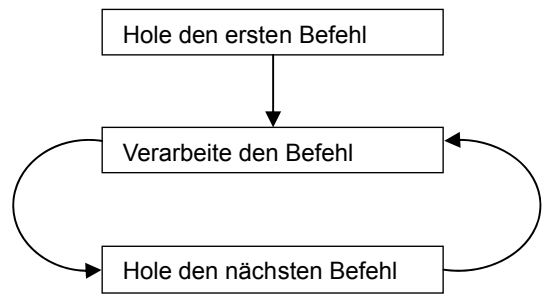 Hole den ersten Befehl
Verarbeite den Befehl
Hole den nächsten Befehl